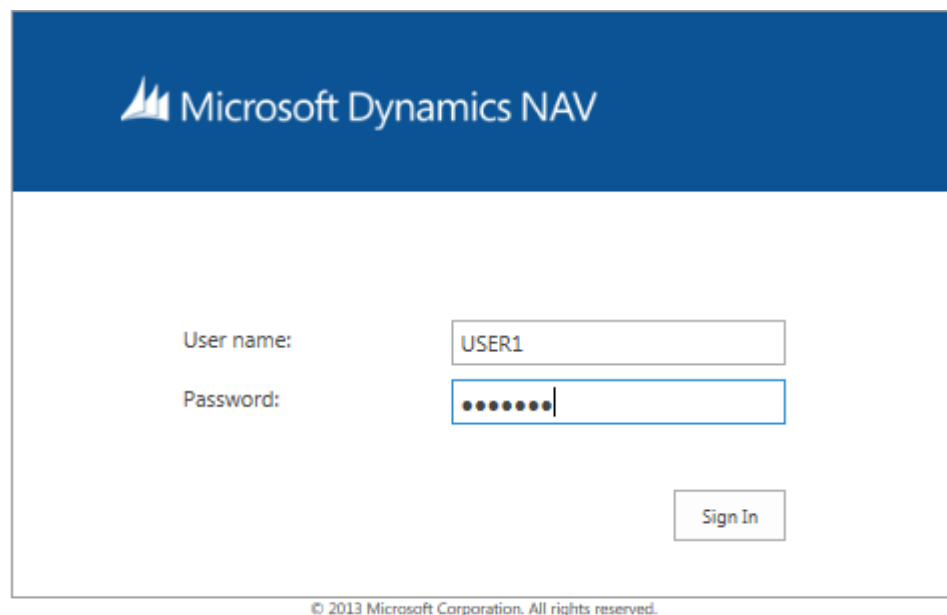 Microsoft Dynamics NAV
User name:
USER1
Password:
•••••••
Sign In
© 2013 Microsoft Corporation. All rights reserved.